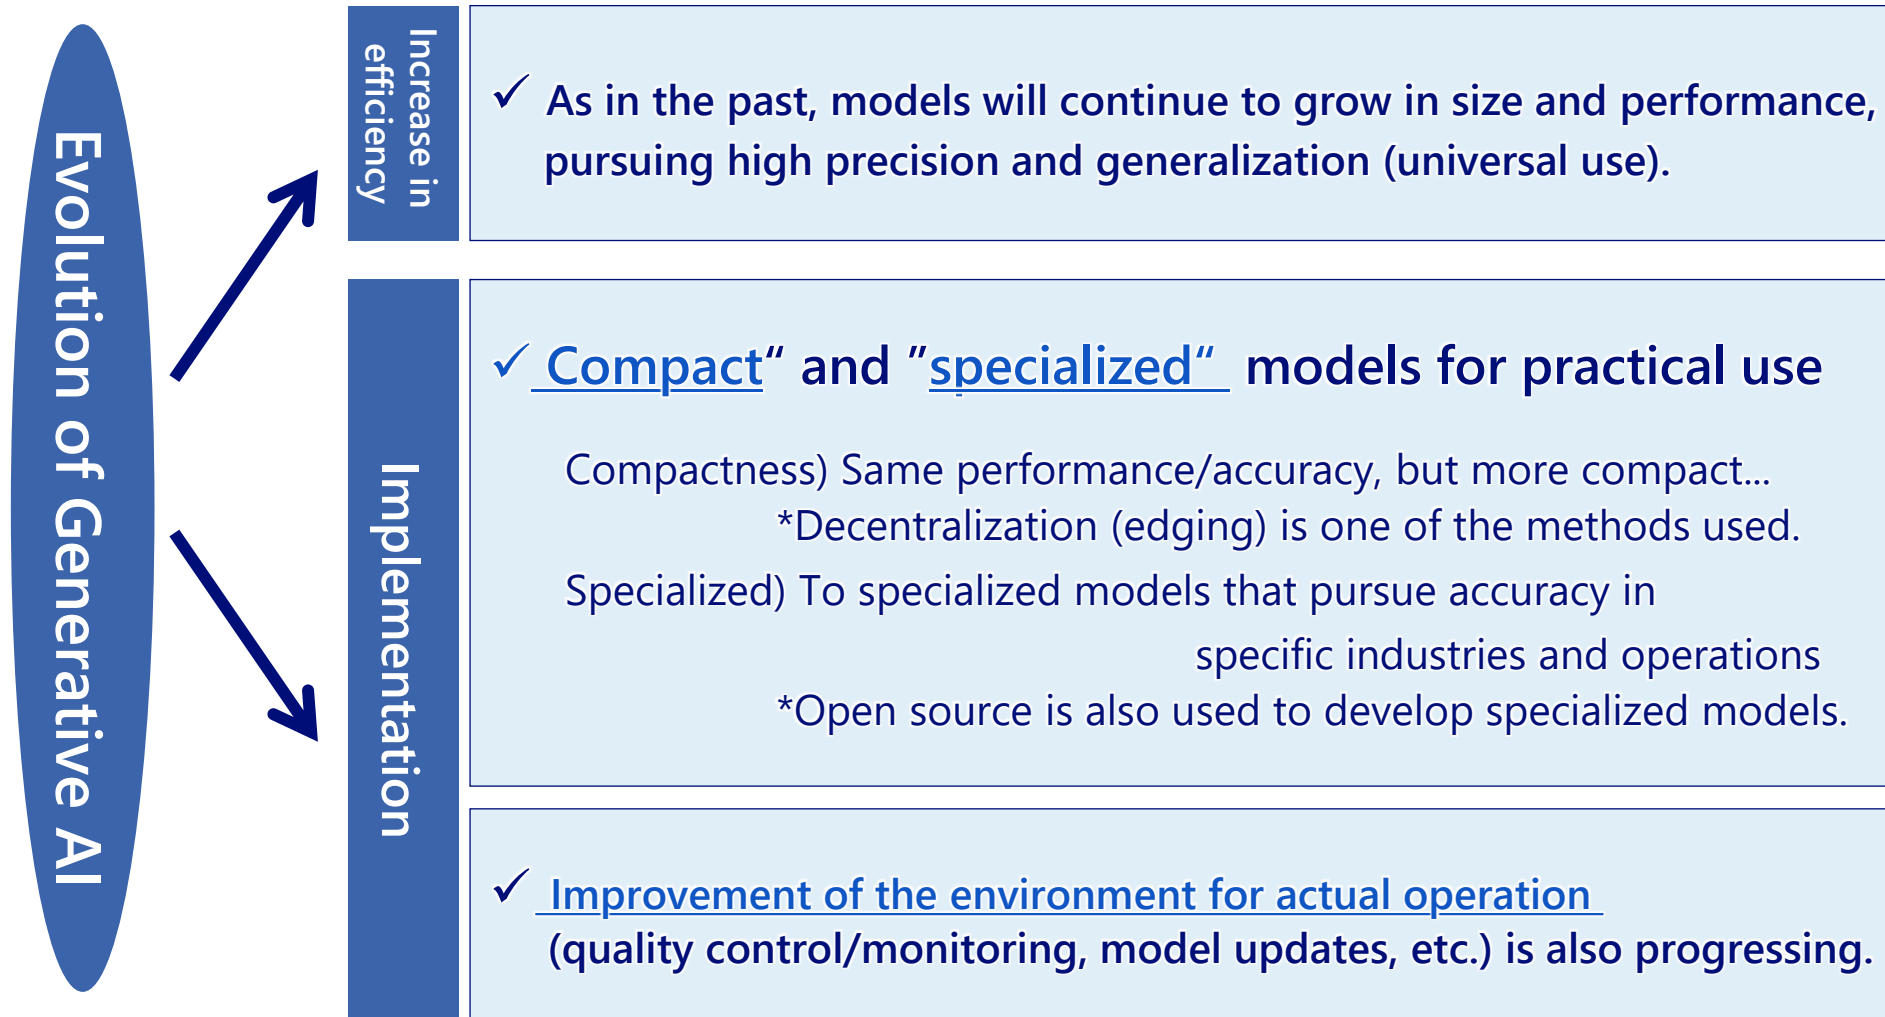 Evolution of Generative AI
Increase in
efficiency
✓ As in the past, models will continue to grow in size and performance,
pursuing high precision and generalization (universal use).
Implementation
✓ Compact“ and ”specialized“ models for practical use
Compactness) Same performance/accuracy, but more compact...
*Decentralization (edging) is one of the methods used.
Specialized) To specialized models that pursue accuracy in
specific industries and operations
*Open source is also used to develop specialized models.
✓ Improvement of the environment for actual operation
(quality control/monitoring, model updates, etc.) is also progressing.